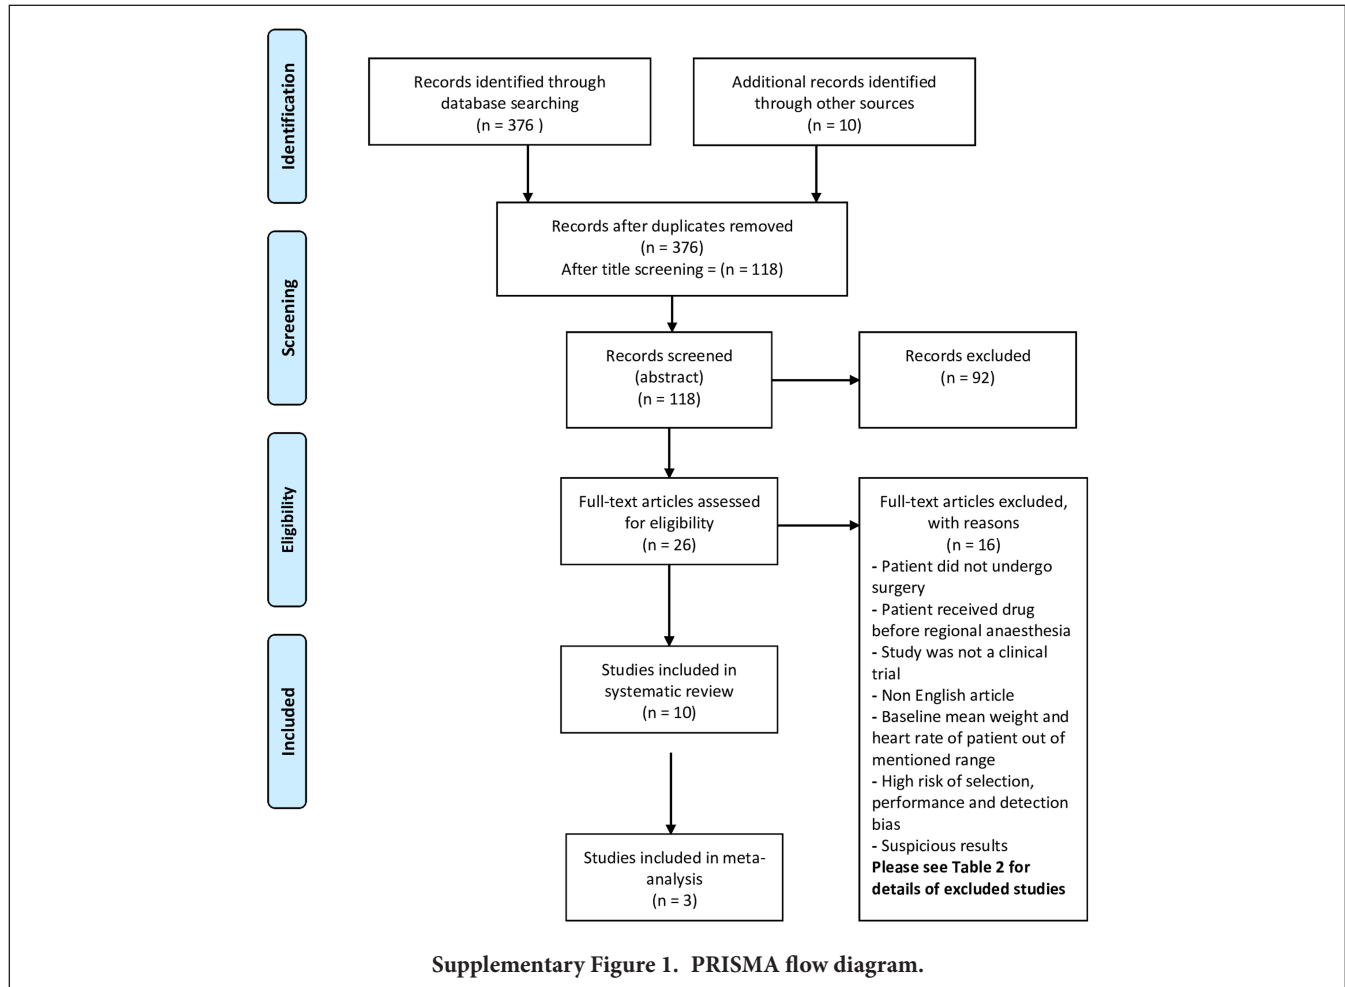 Identification
Records identified through
database searching
(n = 376 )
Additional records identified
through other sources
(n = 10)
Records after duplicates removed
(n = 376)
After title screening = (n = 118)
Screening
Records screened
(abstract)
(n = 118)
Records excluded
(n = 92)
Eligibility
Full-text articles assessed
for eligibility
(n = 26)
Full-text articles excluded,
with reasons
(n = 16)
- Patient did not undergo
surgery
- Patient received drug
before regional anaesthesia
- Study was not a clinical
trial
- Non English article
- Baseline mean weight and
heart rate of patient out of
mentioned range
- High risk of selection,
performance and detection
bias
- Suspicious results
Please see Table 2 for
details of excluded studies
Included
Studies included in
systematic review
(n = 10)
Studies included in meta-
analysis
(n = 3)
Supplementary Figure 1. PRISMA flow diagram.